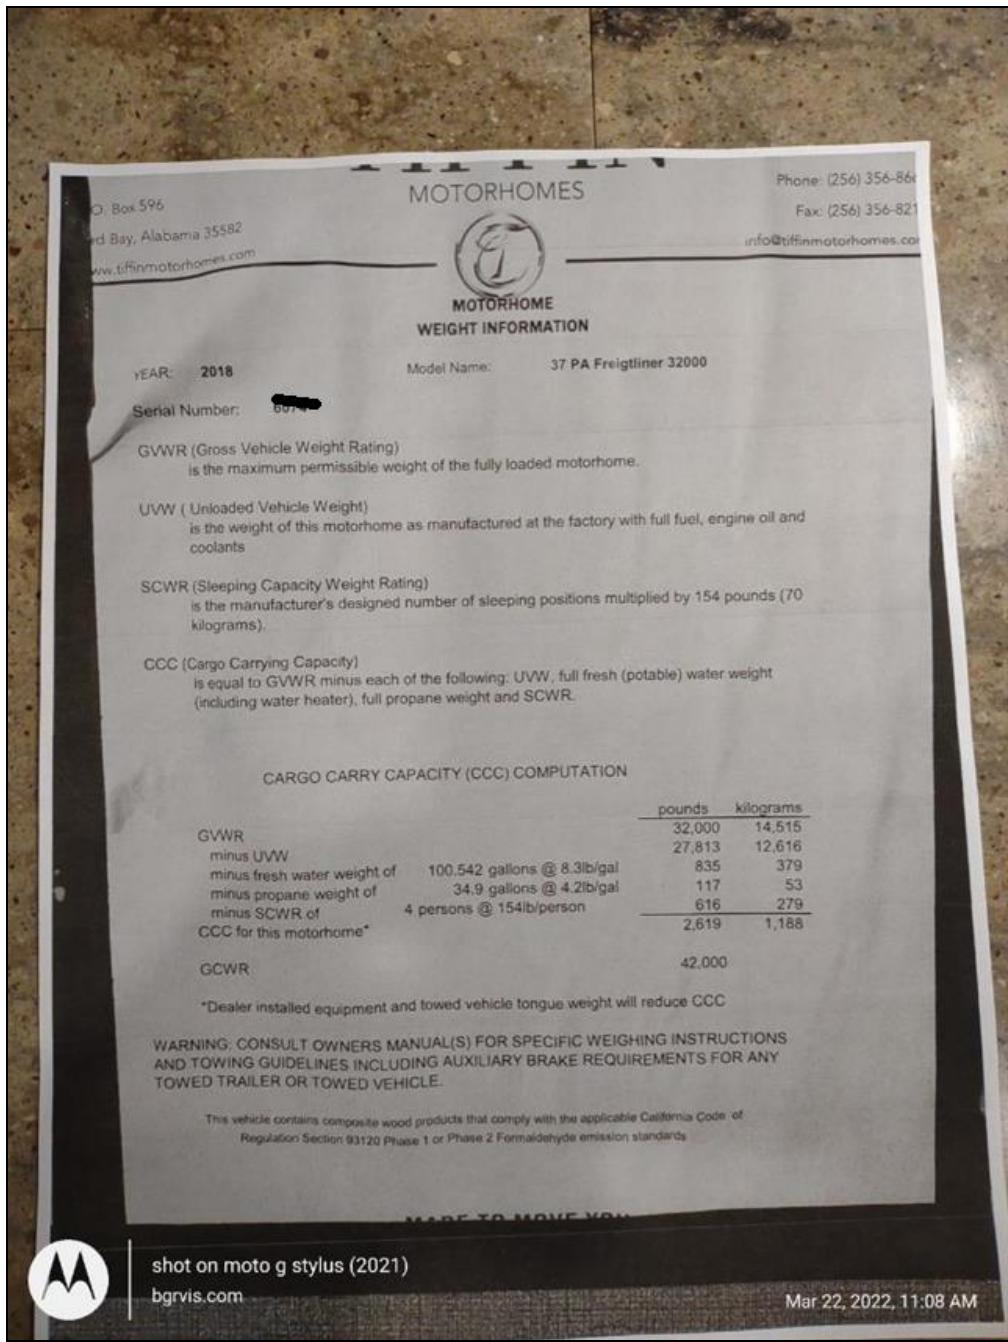 TIFFIN
MOTORHOMES
O. Box 596
ed Bay, Alabama 35582
ww.tiffinmotorhomes.com
Phone: (256) 356-86
Fax: (256) 356-821
info@tiffinmotorhomes.co
MOTORHOME
WEIGHT INFORMATION
YEAR: 2018 Model Name: 37 PA Freigtliner 32000
Serial Number:
GVWR (Gross Vehicle Weight Rating)
is the maximum permissible weight of the fully loaded motorhome.
UVW ( Unloaded Vehicle Weight)
is the weight of this motorhome as manufactured at the factory with full fuel, engine oil and
coolants
SCWR (Sleeping Capacity Weight Rating)
is the manufacturer's designed number of sleeping positions multiplied by 154 pounds (70
kilograms).
CCC (Cargo Carrying Capacity)
is equal to GVWR minus each of the following: UVW, full fresh (potable) water weight
(including water heater), full propane weight and SCWR.
CARGO CARRY CAPACITY (CCC) COMPUTATION
pounds kilograms
GVWR 32,000 14,515
minus UVW 27,813 12,616
minus fresh water weight of 100.542 gallons @ 8.3lb/gal 835 379
minus propane weight of 34.9 gallons @ 4.2lb/gal 117 53
minus SCWR of 4 persons @ 154lb/person 616 279
CCC for this motorhome* 2,619 1,188
GCWR 42,000
*Dealer installed equipment and towed vehicle tongue weight will reduce CCC
WARNING: CONSULT OWNERS MANUAL(S) FOR SPECIFIC WEIGHING INSTRUCTIONS
AND TOWING GUIDELINES INCLUDING AUXILIARY BRAKE REQUIREMENTS FOR ANY
TOWED TRAILER OR TOWED VEHICLE.
This vehicle contains composite wood products that comply with the applicable California Code of
Regulation Section 93120 Phase 1 or Phase 2 Formaldehyde emission standards
MADE TO MOVE YOU
shot on moto g stylus (2021)
bgrvis.com
Mar 22, 2022, 11:08 AM